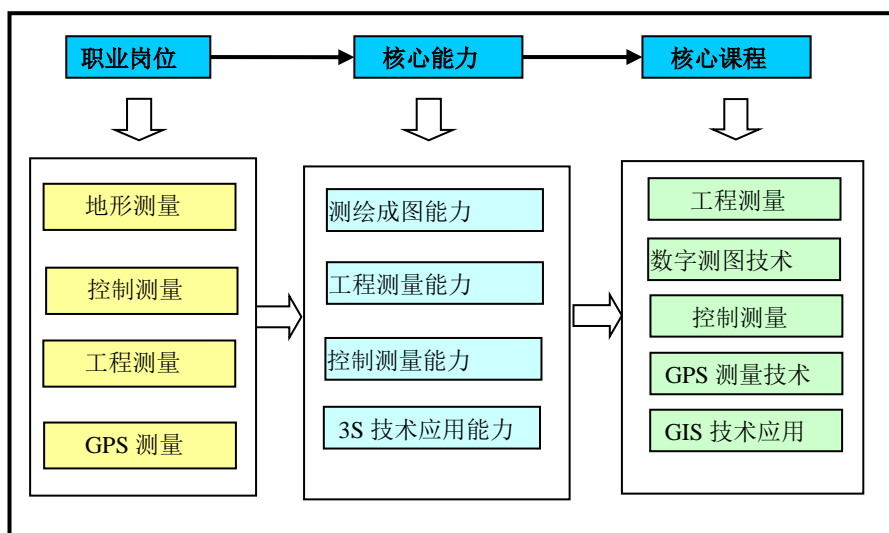 职业岗位
核心能力
核心课程
地形测量
控制测量
工程测量
GPS 测量
测绘成图能力
工程测量能力
控制测量能力
3S 技术应用能力
工程测量
数字测图技术
控制测量
GPS 测量技术
GIS 技术应用